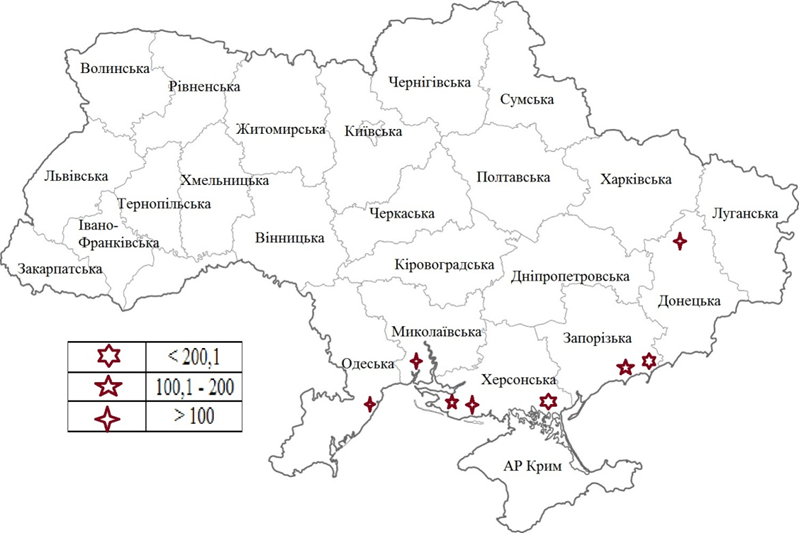 Волинська
Рівненська
Чернігівська
Сумська
Житомирська
Київська
Львівська
Хмельницька
Тернопільська
Полтавська
Харківська
Луганська
Івано-
Франківська
Черкаська
Вінницька
Закарпатська
Кіровоградська
Дніпропетровська
Донецька
Миколаївська
Запорізька
Одеська
Херсонська
АР Крим
< 200,1
100,1 - 200
> 100